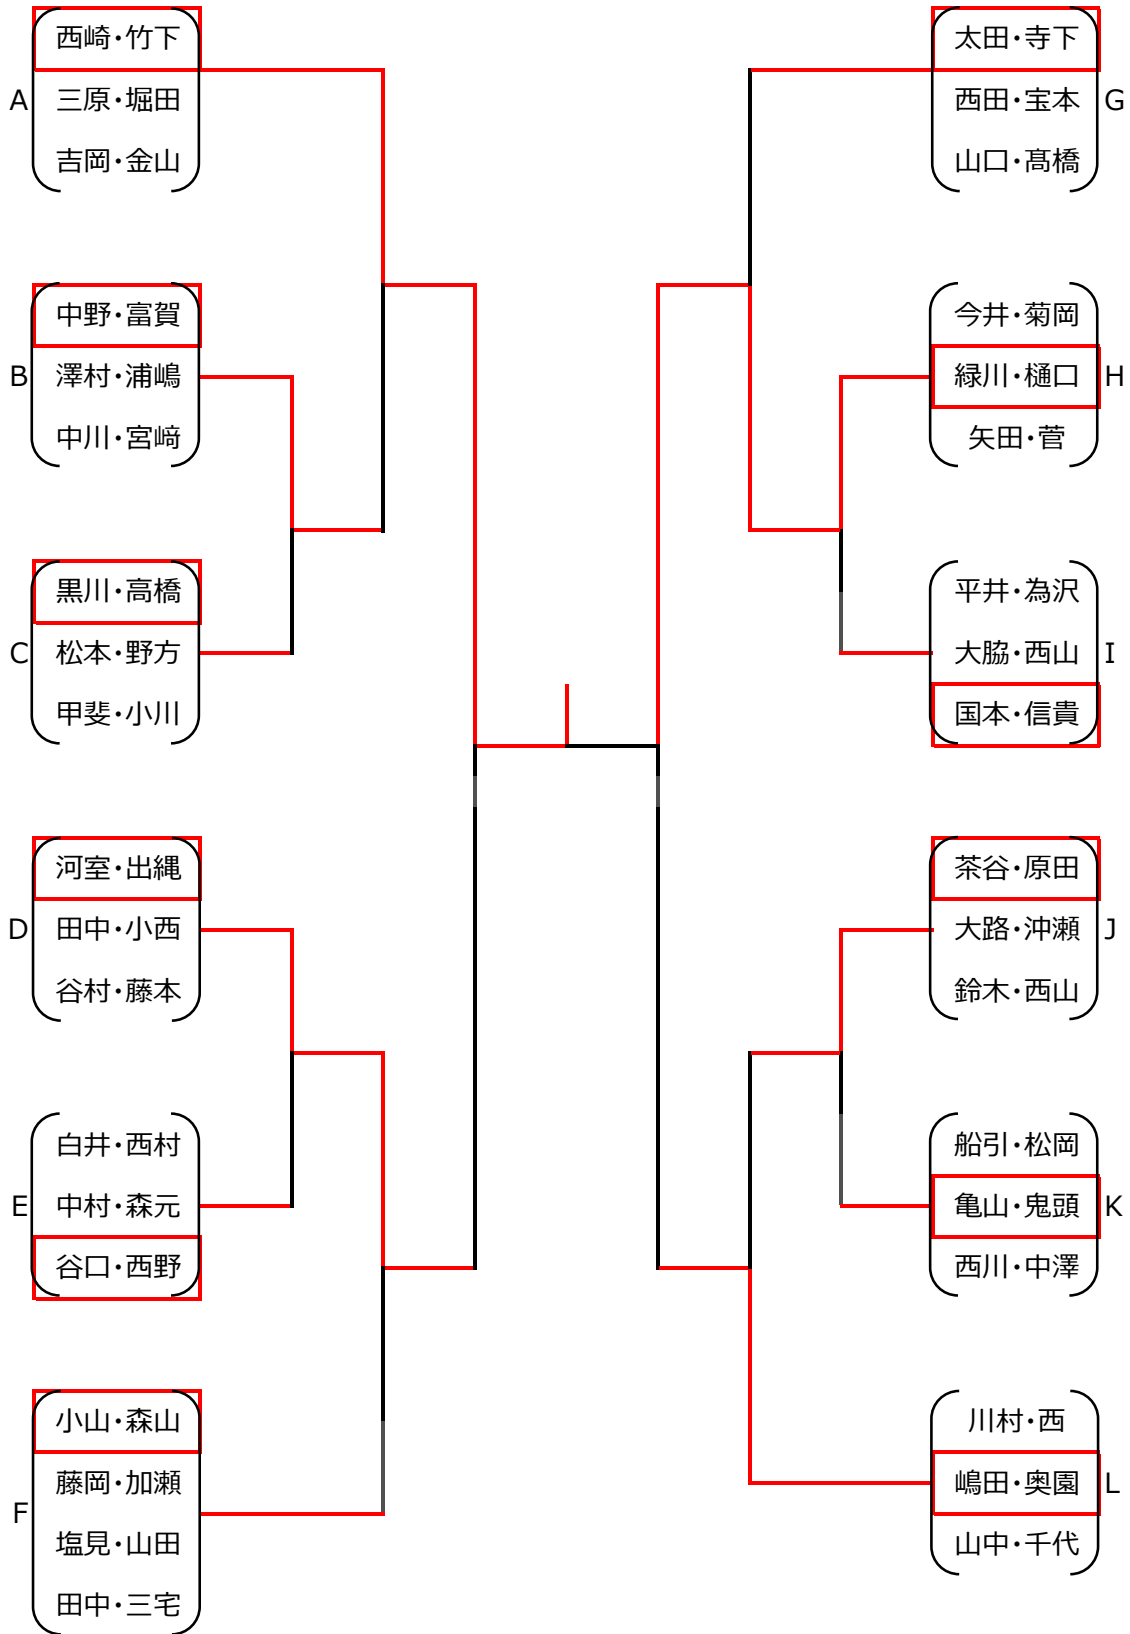 西崎・竹下
A
三原・堀田
吉岡・金山
中野・富賀
B
澤村・浦嶋
中川・宮﨑
黒川・高橋
C
松本・野方
甲斐・小川
河室・出縄
D
田中・小西
谷村・藤本
白井・西村
E
中村・森元
谷口・西野
小山・森山
藤岡・加瀬
F
塩見・山田
田中・三宅
太田・寺下
西田・宝本
G
山口・髙橋
今井・菊岡
緑川・樋口
H
矢田・菅
平井・為沢
大脇・西山
I
国本・信貴
茶谷・原田
大路・沖瀬
J
鈴木・西山
船引・松岡
亀山・鬼頭
K
西川・中澤
川村・西
嶋田・奥園
L
山中・千代